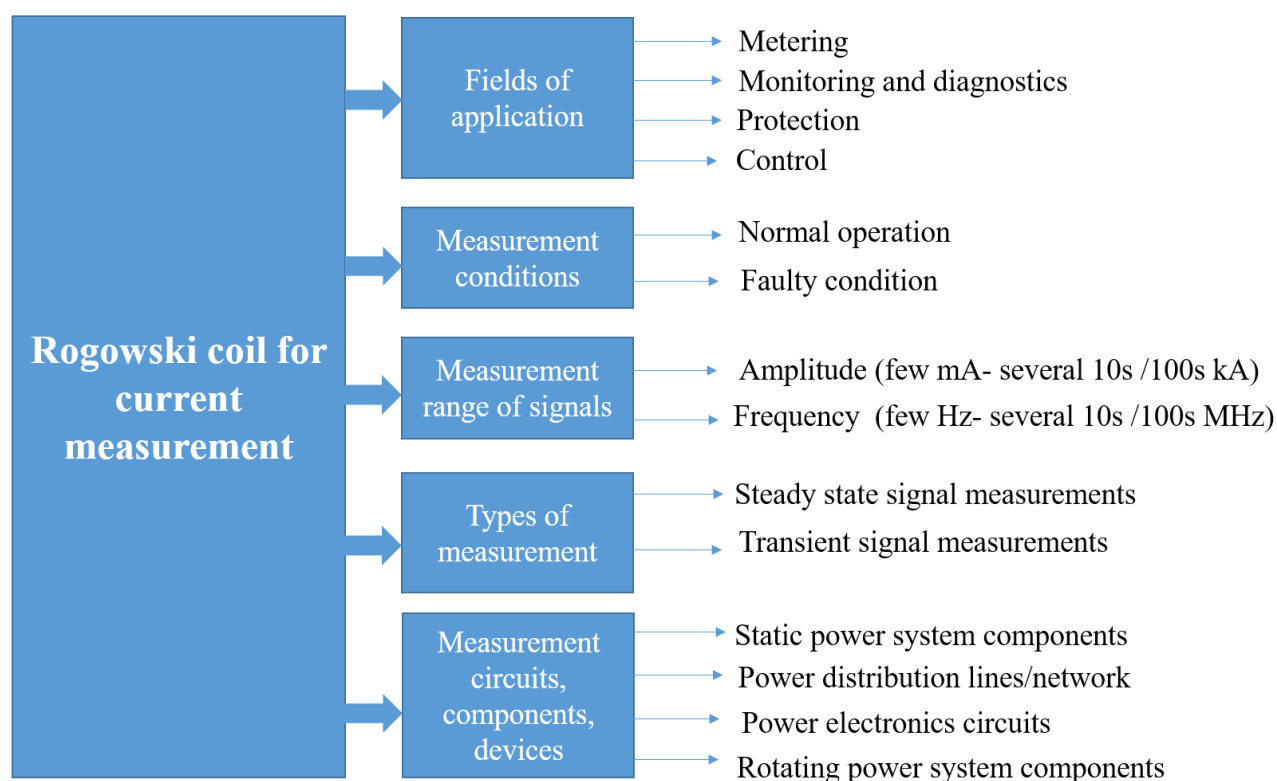 Rogowski coil for
current
measurement
Fields of
application
Metering
Monitoring and diagnostics
Protection
Control
Measurement
conditions
Normal operation
Faulty condition
Measurement
range of signals
Amplitude (few mA- several 10s /100s kA)
Frequency (few Hz- several 10s /100s MHz)
Types of
measurement
Steady state signal measurements
Transient signal measurements
Measurement
circuits,
components,
devices
Static power system components
Power distribution lines/network
Power electronics circuits
Rotating power system components